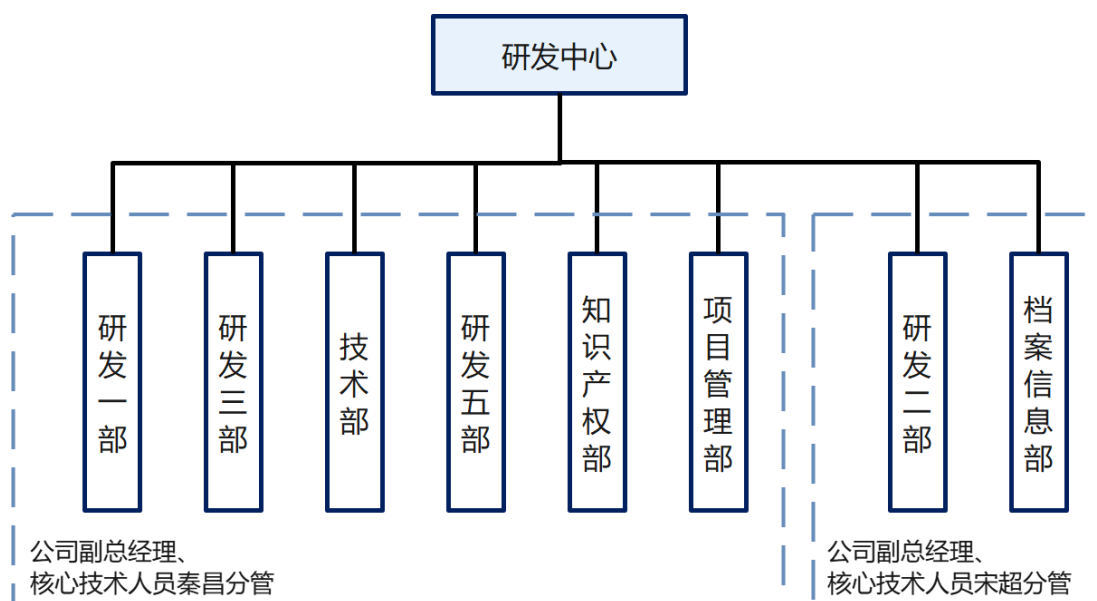 研发中心
研发一部
研发三部
技术部
研发五部
知识产权部
项目管理部
研发二部
档案信息部
公司副总经理、
核心技术人员秦昌分管
公司副总经理、
核心技术人员宋超分管